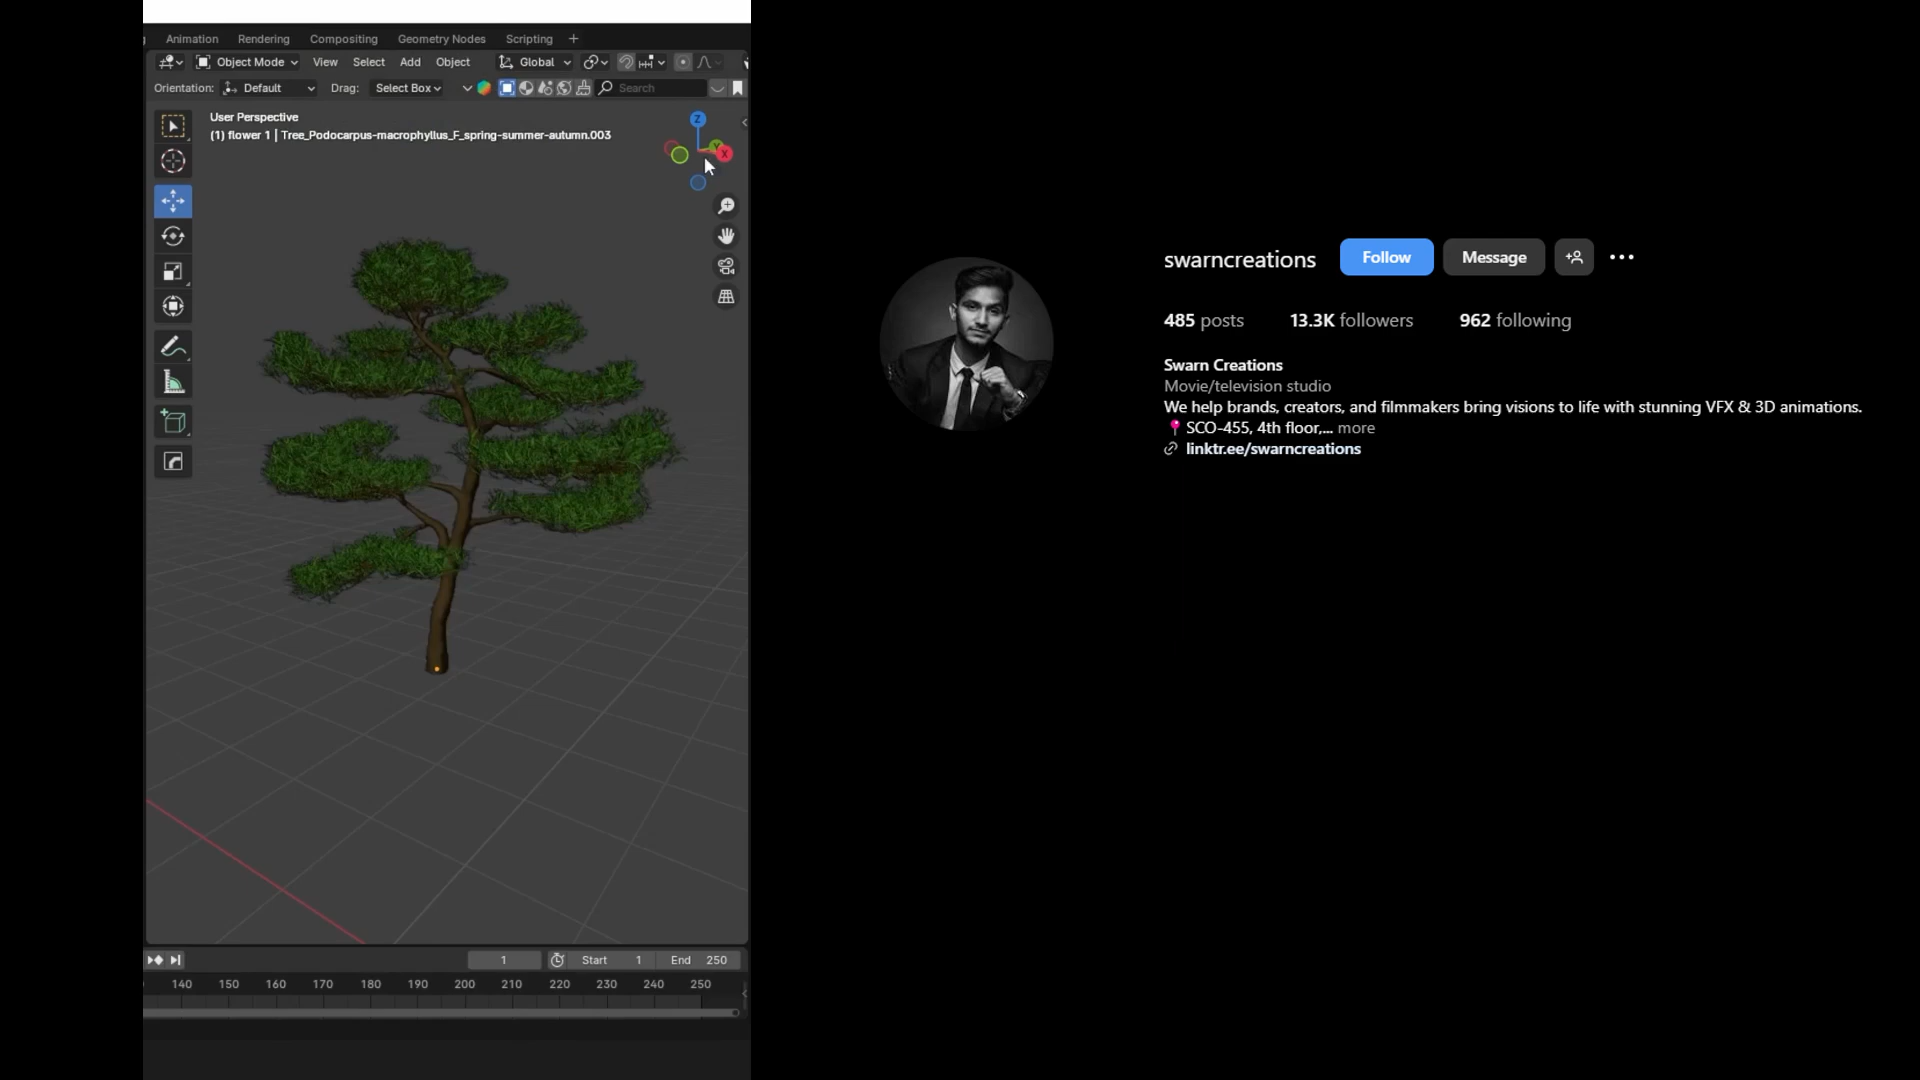 Animation Rendering Compositing Geometry Nodes Scripting +
Object Mode View Select Add Object Global
Orientation: Default Drag: Select Box Search
User Perspective
(1) flower 1 | Tree_Podocarpus-macrophyllus_F_spring-summer-autumn.003
Z
Y
X
1 Start 1 End 250
140 150 160 170 180 190 200 210 220 230 240 250
swarncreations Follow Message
485 posts 13.3K followers 962 following
Swarn Creations
Movie/television studio
We help brands, creators, and filmmakers bring visions to life with stunning VFX & 3D animations.
SCO-455, 4th floor,... more
linktr.ee/swarncreations